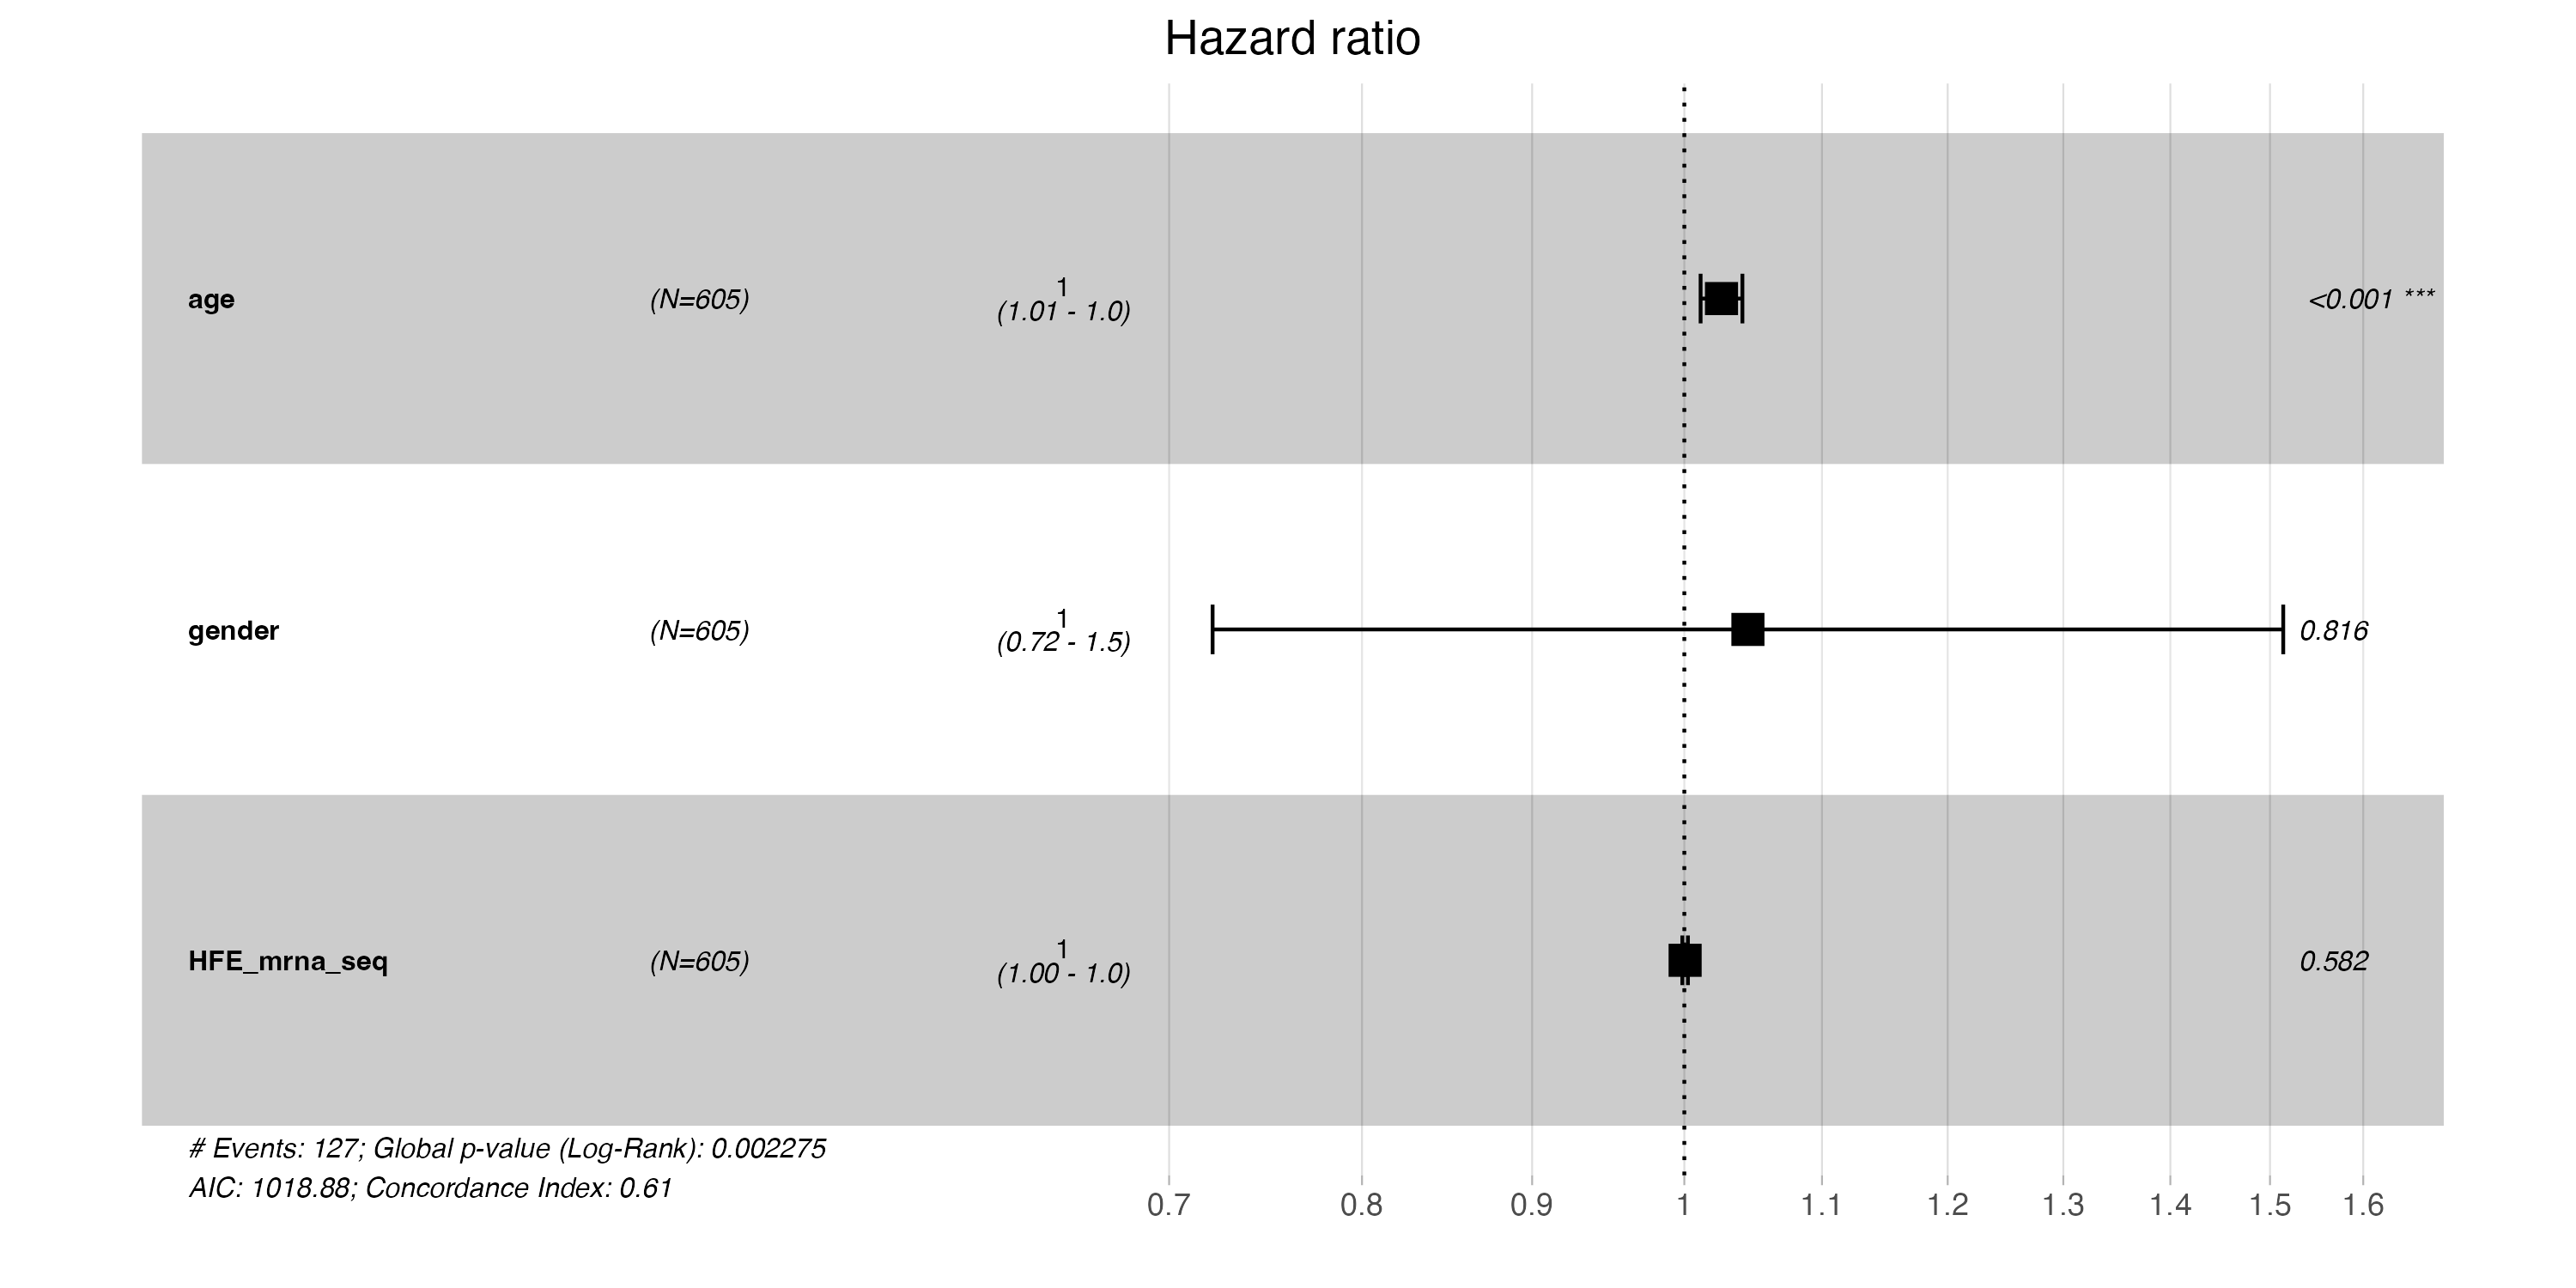 Hazard ratio
age (N=605) 1 <0.001 ***
(1.01 - 1.0)
gender (N=605) 1 0.816
(0.72 - 1.5)
HFE_mrna_seq (N=605) 1 0.582
(1.00 - 1.0)
# Events: 127; Global p-value (Log-Rank): 0.002275
AIC: 1018.88; Concordance Index: 0.61
0.7 0.8 0.9 1 1.1 1.2 1.3 1.4 1.5 1.6